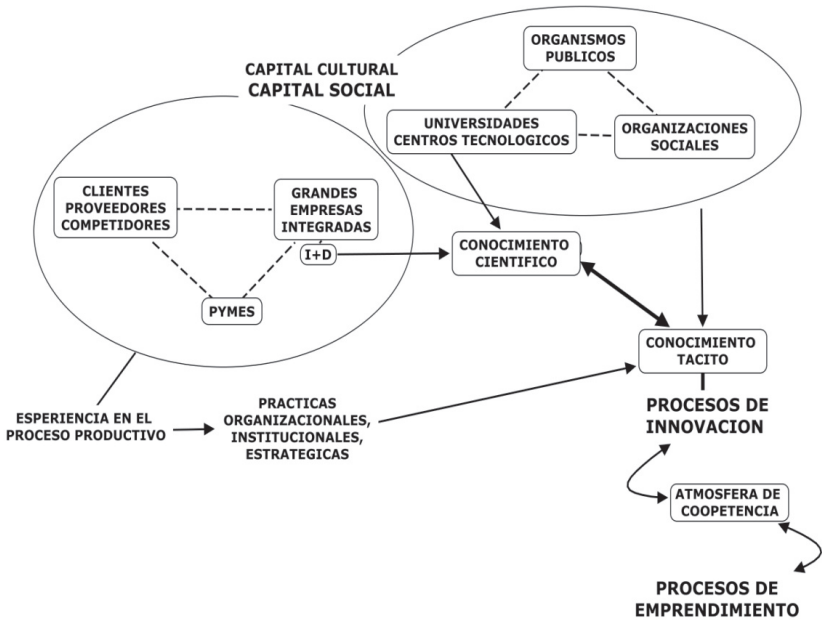 ORGANISMOS
PUBLICOS
CAPITAL CULTURAL
CAPITAL SOCIAL
UNIVERSIDADES
CENTROS TECNOLOGICOS
ORGANIZACIONES
SOCIALES
CLIENTES
PROVEEDORES
COMPETIDORES
GRANDES
EMPRESAS
INTEGRADAS
I+D
PYMES
CONOCIMIENTO
CIENTIFICO
CONOCIMIENTO
TACITO
ESPERIENCIA EN EL
PROCESO PRODUCTIVO
PRACTICAS
ORGANIZACIONALES,
INSTITUCIONALES,
ESTRATEGICAS
PROCESOS DE
INNOVACION
ATMOSFERA DE
COOPETENCIA
PROCESOS DE
EMPRENDIMIENTO